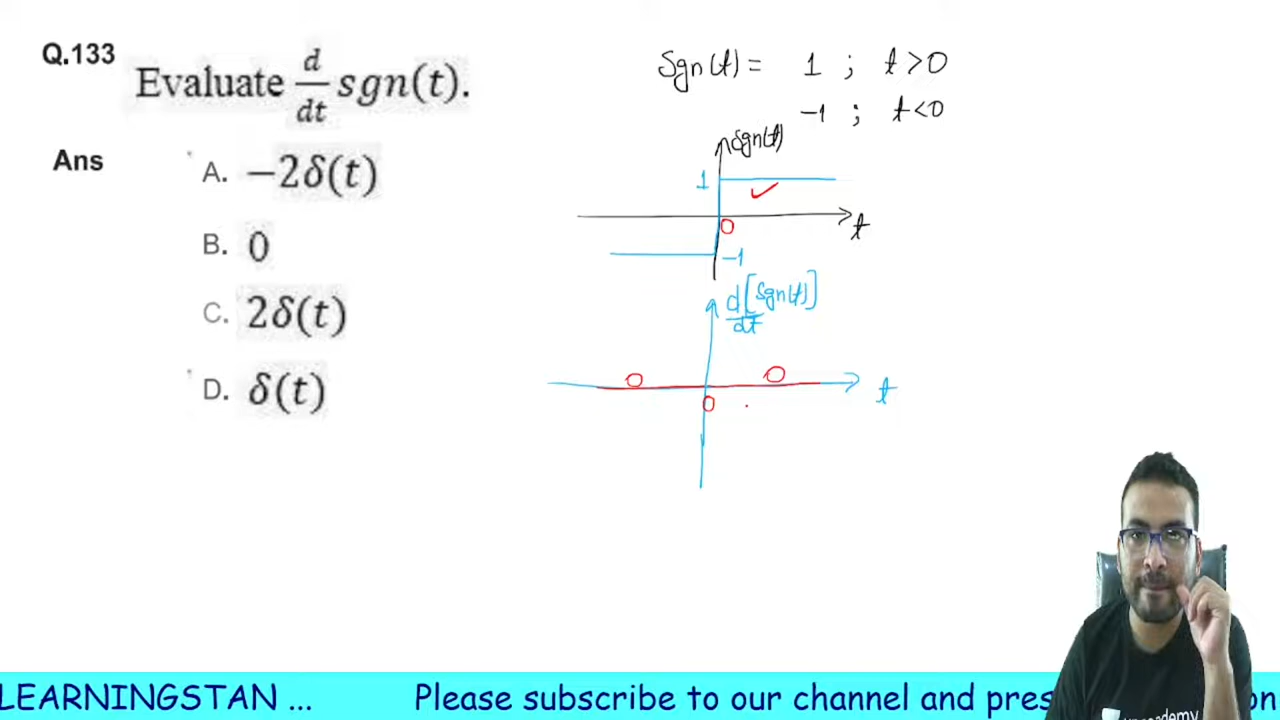 Q.133
Evaluate d/dt sgn(t).
Ans
A. −2δ(t)
B. 0
C. 2δ(t)
D. δ(t)
Sgn(t) = 1 ; t>0
-1 ; t<0
Sgn(t)
1
0
t
-1
d[Sgn(t)]
dt
0 0
t
0
LEARNINGSTAN ... Please subscribe to our channel and